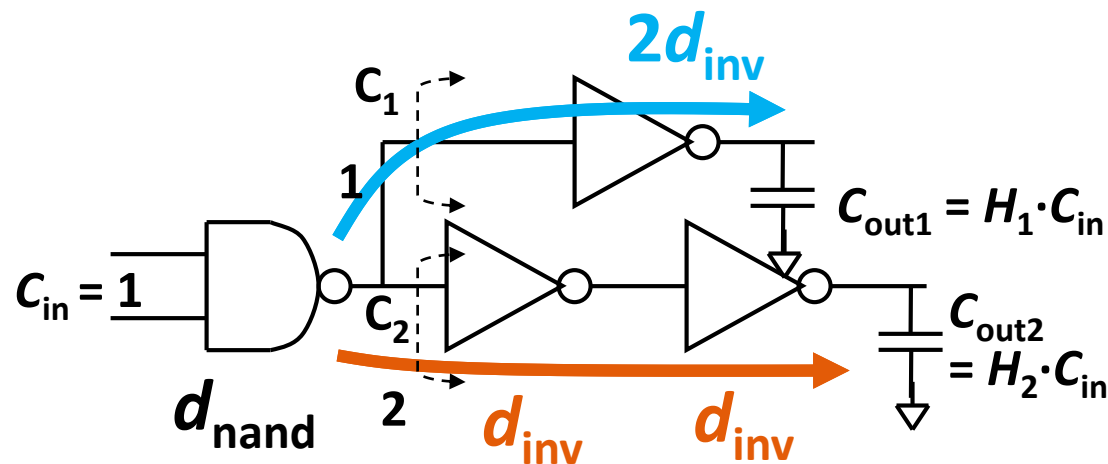 2dinv
C1
1
Cout1 = H1·Cin
Cin = 1
C2
Cout2
= H2·Cin
dnand
2
dinv
dinv